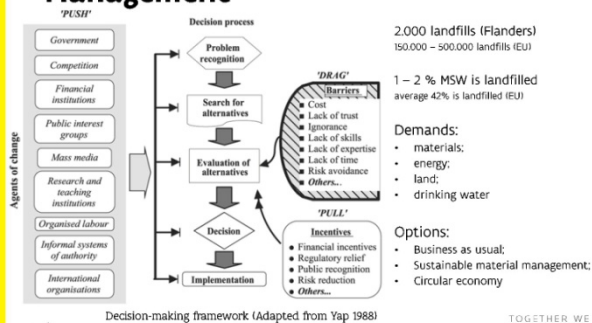 Management
'PUSH'
Agents of change
Government
Competition
Financial
institutions
Public interest
groups
Mass media
Research and
teaching
institutions
Organised labour
Informal systems
of authority
International
organisations
Decision process
Problem
recognition
Search for
alternatives
Evaluation of
alternatives
Decision
Implementation
'DRAG'
Barriers
Cost
Lack of trust
Ignorance
Lack of skills
Lack of expertise
Lack of time
Risk avoidance
Others...
'PULL'
Incentives
Financial incentives
Regulatory relief
Public recognition
Risk reduction
Others...
Decision-making framework (Adapted from Yap 1988)
2.000 landfills (Flanders)
150.000 – 500.000 landfills (EU)
1 – 2 % MSW is landfilled
average 42% is landfilled (EU)
Demands:
• materials;
• energy;
• land;
• drinking water
Options:
• Business as usual;
• Sustainable material management;
• Circular economy
TOGETHER WE